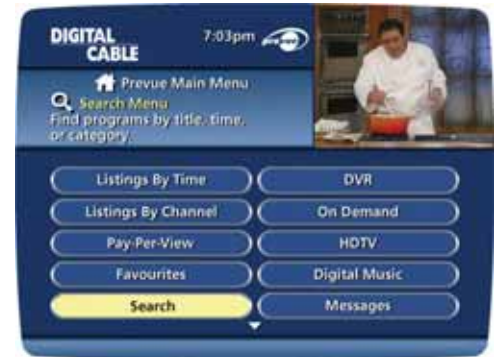 DIGITAL
CABLE
7:03pm
Prevue Main Menu
Search Menu
Find programs by title, time,
or category.
Listings By Time
DVR
Listings By Channel
On Demand
Pay-Per-View
HDTV
Favourites
Digital Music
Search
Messages